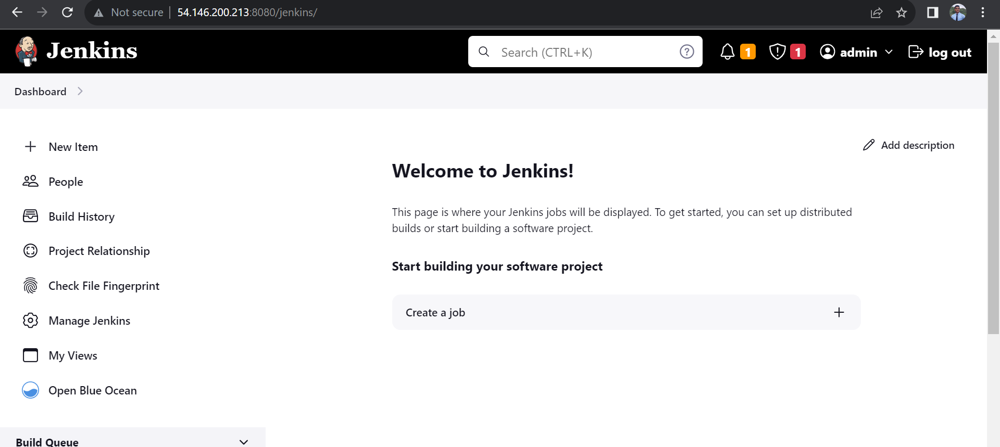 Not secure 54.146.200.213:8080/jenkins/
Jenkins
Search (CTRL+K)
?
1
1
admin
log out
Dashboard
New Item
People
Build History
Project Relationship
Check File Fingerprint
Manage Jenkins
My Views
Open Blue Ocean
Build Queue
Add description
Welcome to Jenkins!
This page is where your Jenkins jobs will be displayed. To get started, you can set up distributed
builds or start building a software project.
Start building your software project
Create a job